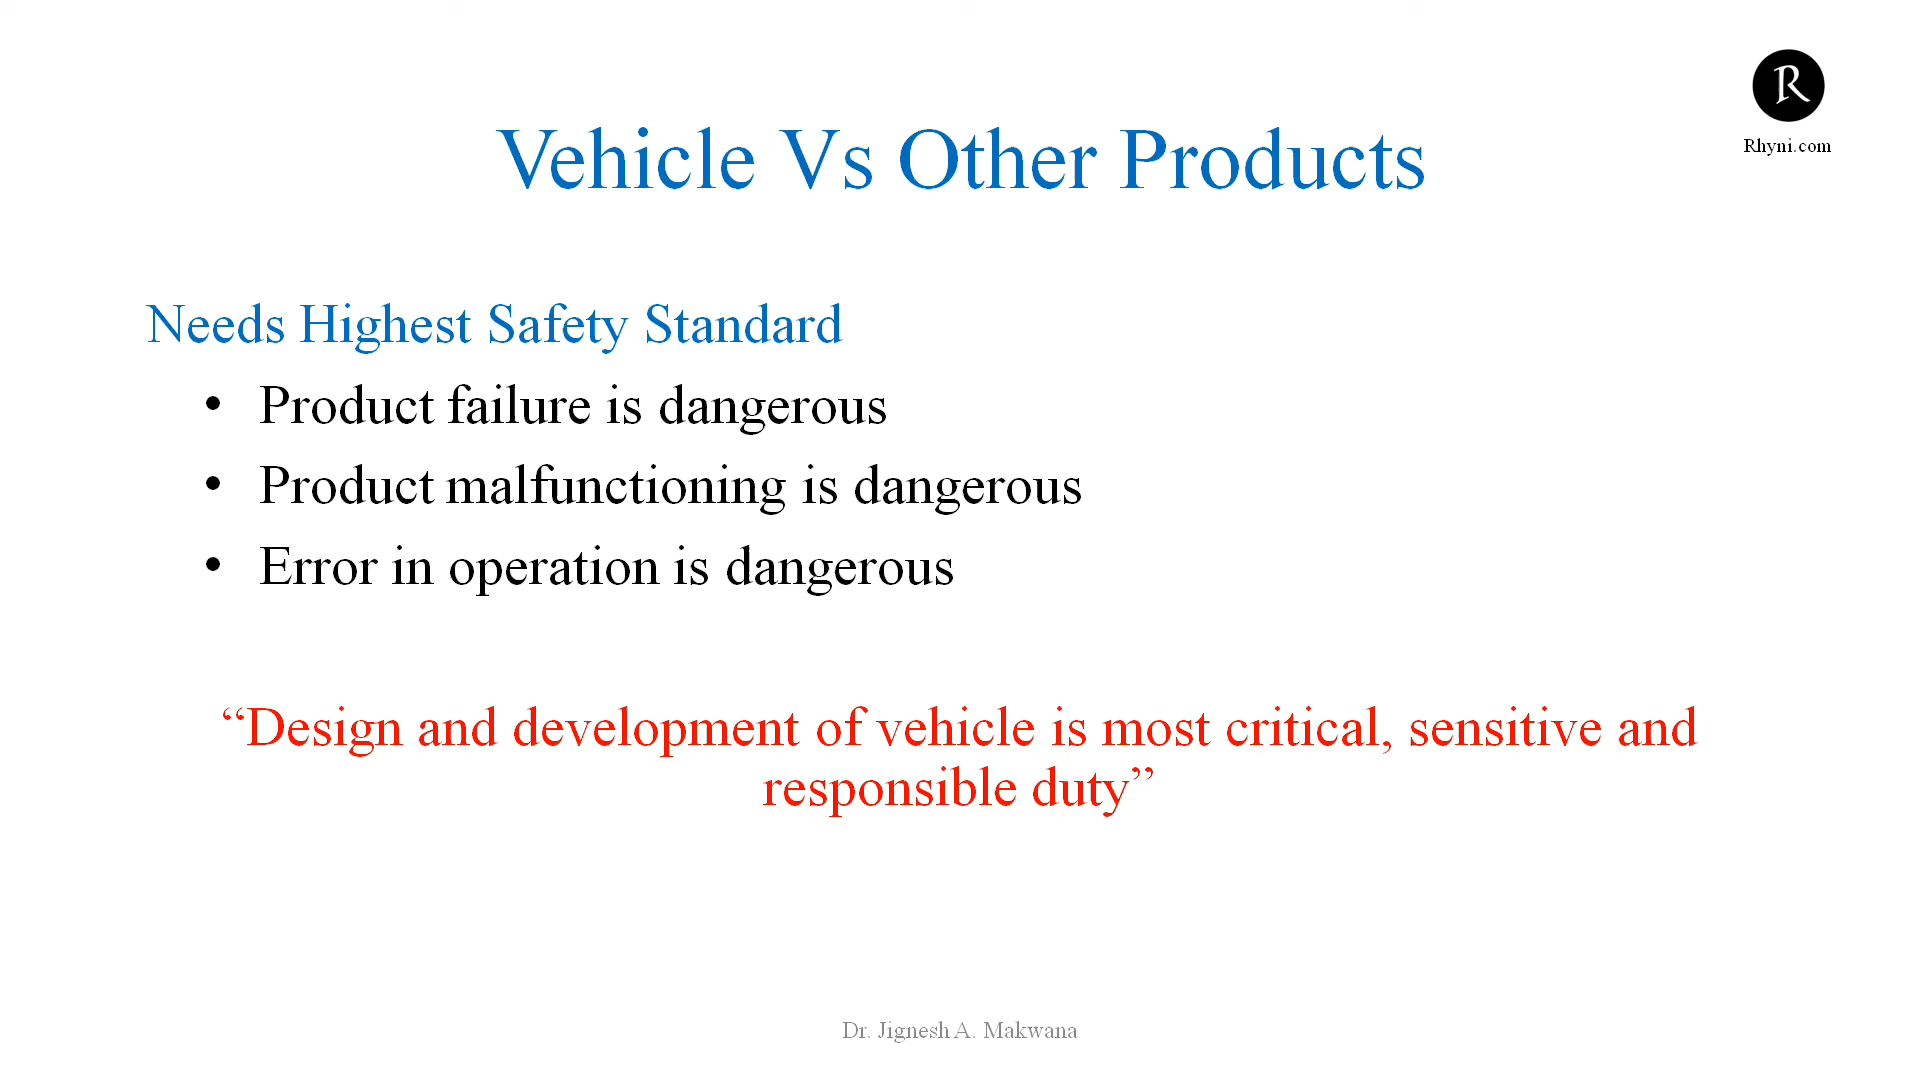 R
Rhyni.com
Vehicle Vs Other Products
Needs Highest Safety Standard
• Product failure is dangerous
• Product malfunctioning is dangerous
• Error in operation is dangerous
“Design and development of vehicle is most critical, sensitive and
responsible duty”
Dr. Jignesh A. Makwana